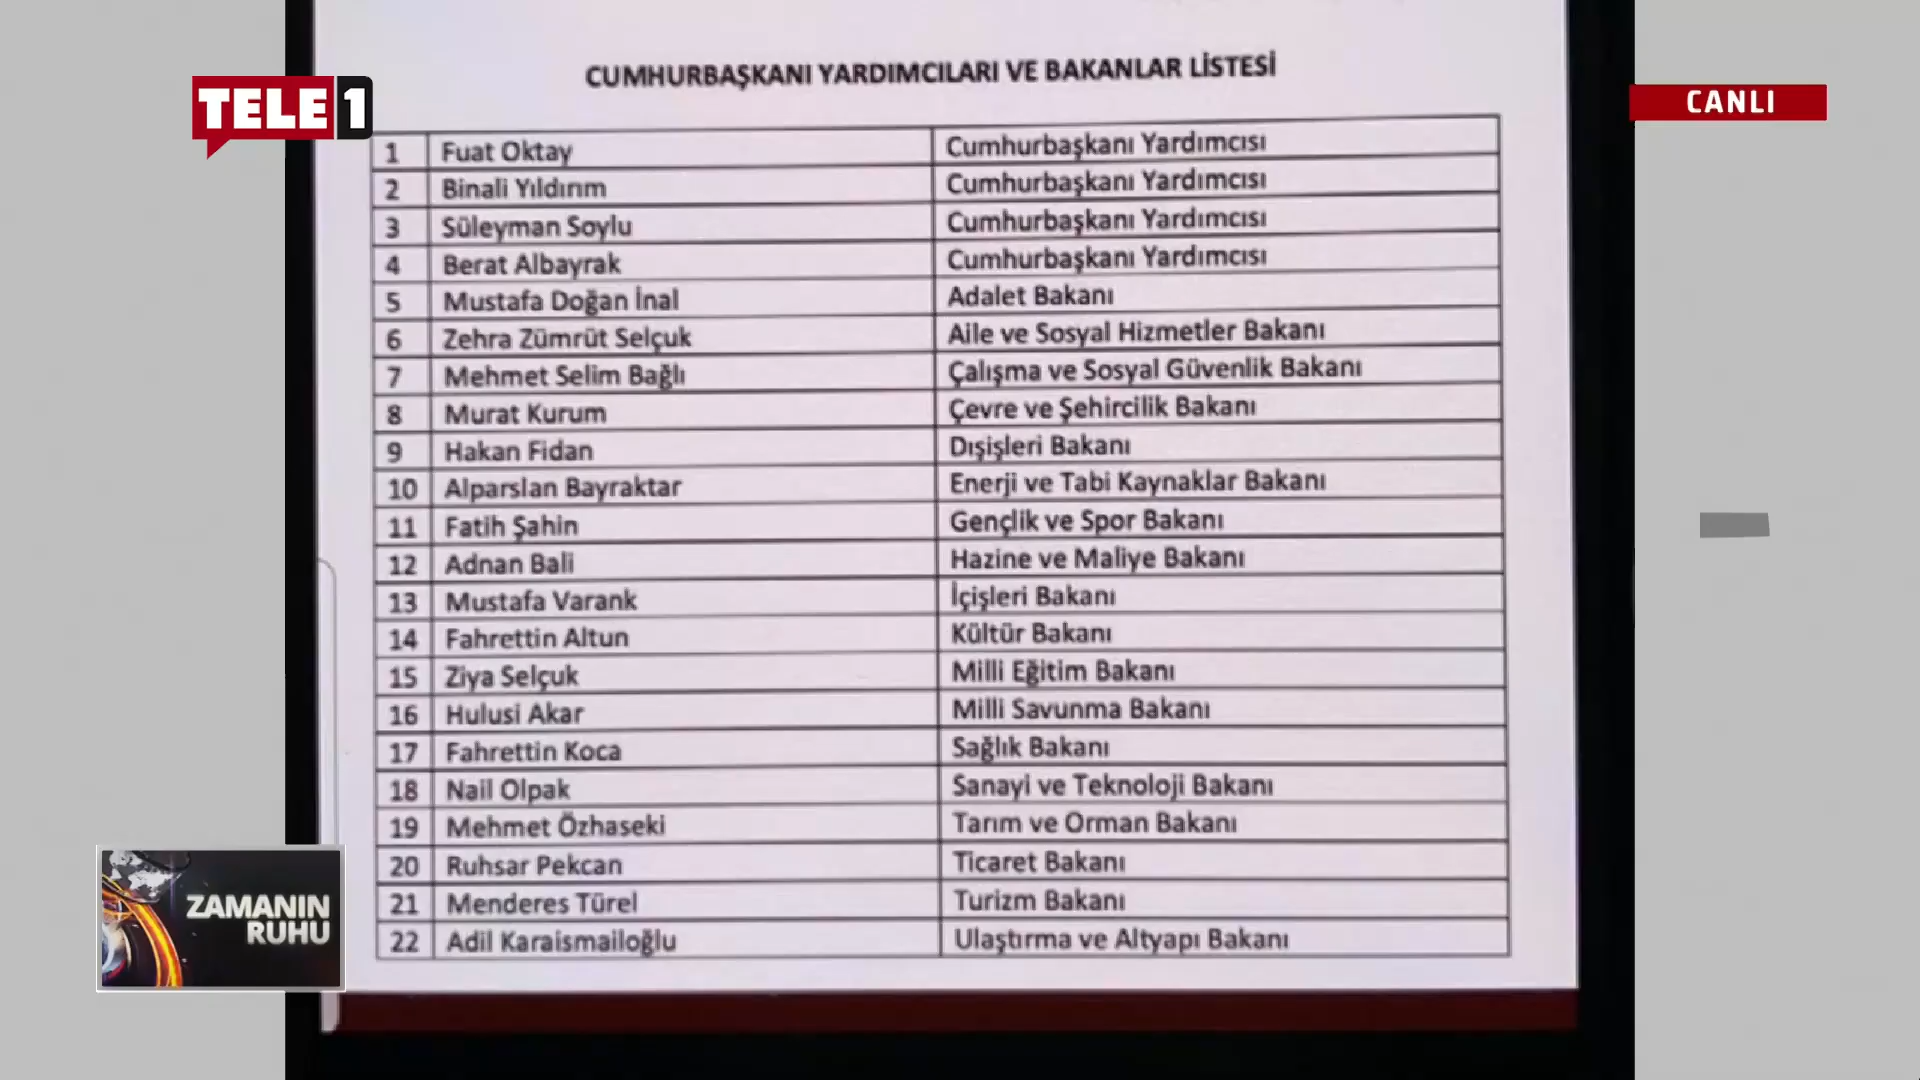 CUMHURBAŞKANI YARDIMCILARI VE BAKANLAR LİSTESİ
TELE 1
CANLI
1 Fuat Oktay Cumhurbaşkanı Yardımcısı
2 Binali Yıldırım Cumhurbaşkanı Yardımcısı
3 Süleyman Soylu Cumhurbaşkanı Yardımcısı
4 Berat Albayrak Cumhurbaşkanı Yardımcısı
5 Mustafa Doğan İnal Adalet Bakanı
6 Zehra Zümrüt Selçuk Aile ve Sosyal Hizmetler Bakanı
7 Mehmet Selim Bağlı Çalışma ve Sosyal Güvenlik Bakanı
8 Murat Kurum Çevre ve Şehircilik Bakanı
9 Hakan Fidan Dışişleri Bakanı
10 Alparslan Bayraktar Enerji ve Tabi Kaynaklar Bakanı
11 Fatih Şahin Gençlik ve Spor Bakanı
12 Adnan Bali Hazine ve Maliye Bakanı
13 Mustafa Varank İçişleri Bakanı
14 Fahrettin Altun Kültür Bakanı
15 Ziya Selçuk Milli Eğitim Bakanı
16 Hulusi Akar Milli Savunma Bakanı
17 Fahrettin Koca Sağlık Bakanı
18 Nail Olpak Sanayi ve Teknoloji Bakanı
19 Mehmet Özhaseki Tarım ve Orman Bakanı
20 Ruhsar Pekcan Ticaret Bakanı
21 Menderes Türel Turizm Bakanı
22 Adil Karaismailoğlu Ulaştırma ve Altyapı Bakanı
ZAMANIN
RUHU